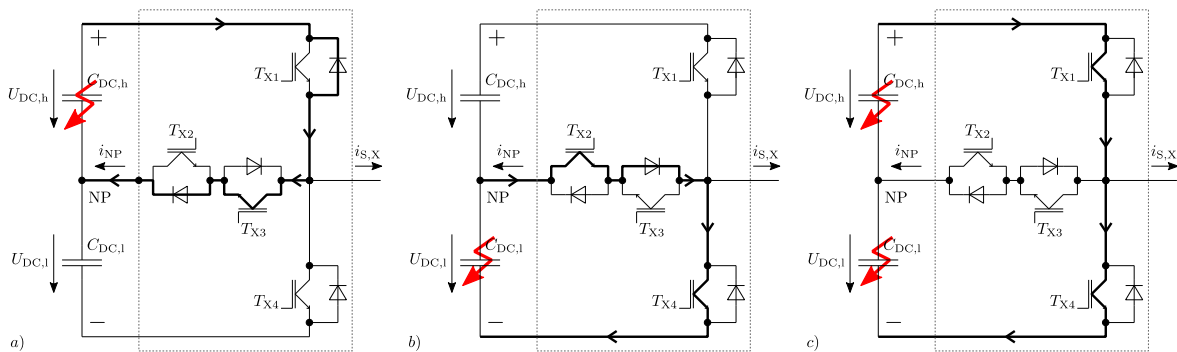 +
T_X1
C_DC,h
U_DC,h
T_X2
i_NP
i_S,X
NP
T_X3
C_DC,l
U_DC,l
T_X4
−
a)
+
T_X1
C_DC,h
U_DC,h
T_X2
i_NP
i_S,X
NP
T_X3
C_DC,l
U_DC,l
T_X4
−
b)
+
T_X1
C_DC,h
U_DC,h
T_X2
i_NP
i_S,X
NP
T_X3
C_DC,l
U_DC,l
T_X4
−
c)